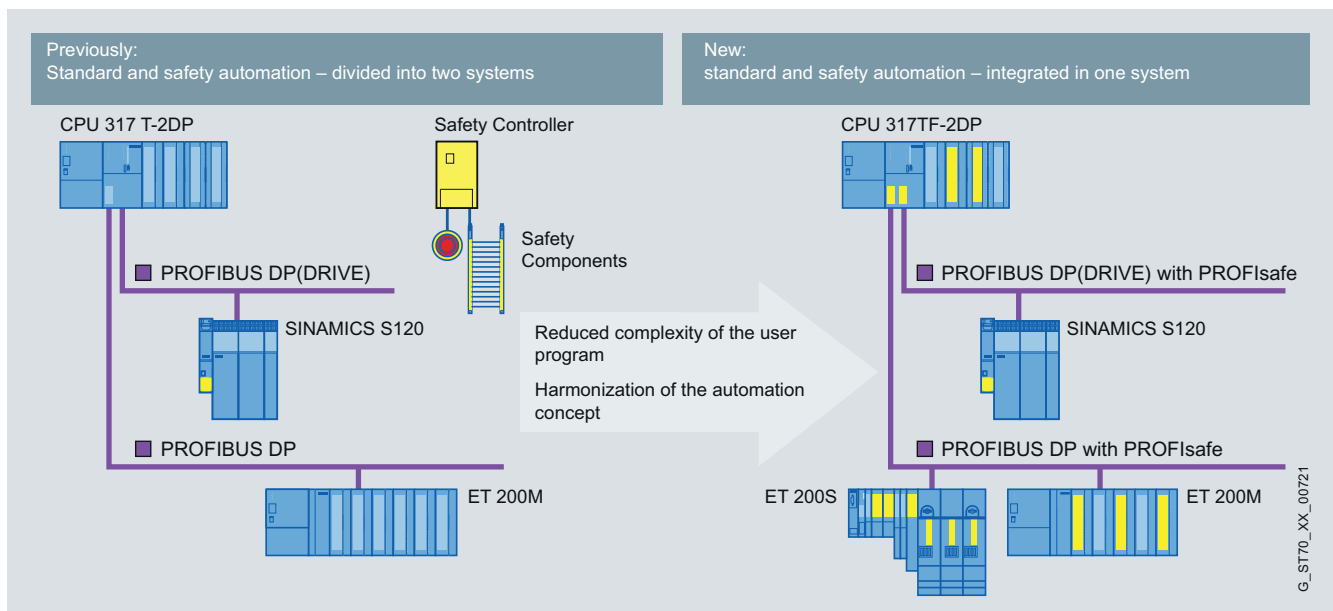 Previously:
Standard and safety automation – divided into two systems
New:
standard and safety automation – integrated in one system
CPU 317 T-2DP
Safety Controller
Safety
Components
PROFIBUS DP(DRIVE)
SINAMICS S120
PROFIBUS DP
ET 200M
Reduced complexity of the user
program
Harmonization of the automation
concept
CPU 317TF-2DP
PROFIBUS DP(DRIVE) with PROFIsafe
SINAMICS S120
PROFIBUS DP with PROFIsafe
ET 200S
ET 200M
G_ST70_XX_00721